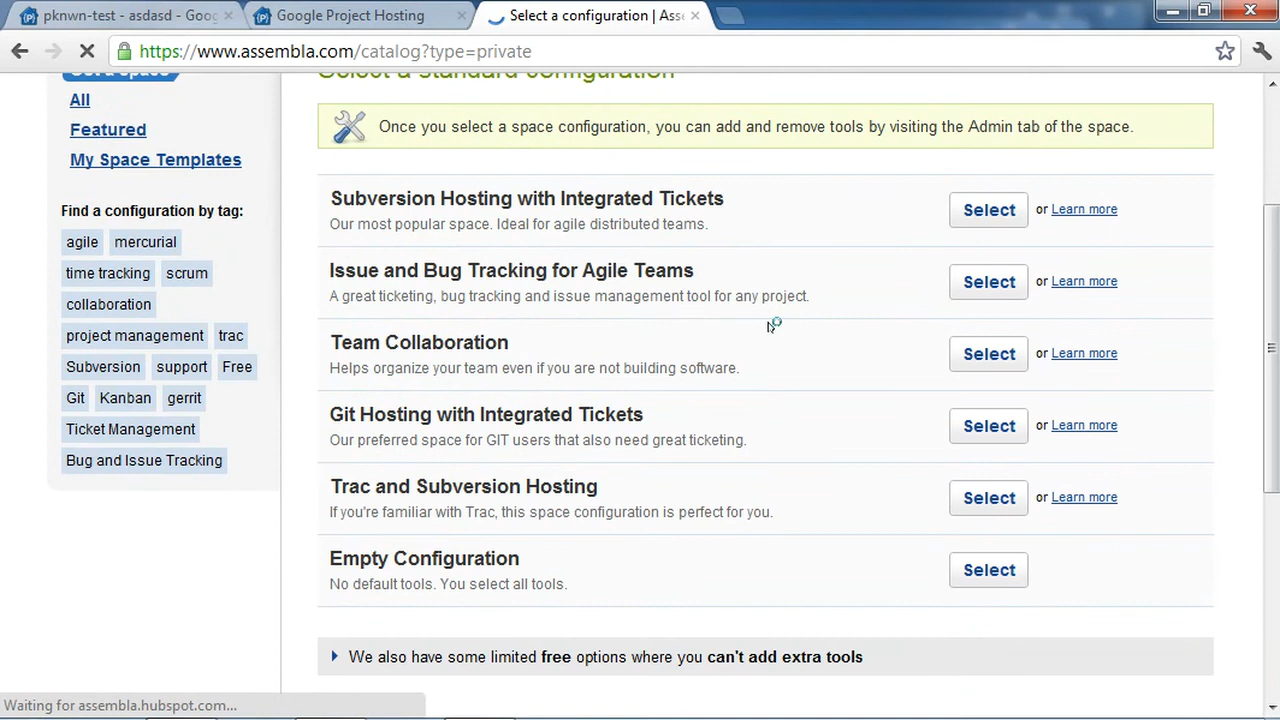 pknwn-test - asdasd - Goog
Google Project Hosting
Select a configuration | Asse
https://www.assembla.com/catalog?type=private
Get a space
Select a standard configuration
All
Featured
My Space Templates
Find a configuration by tag:
agile mercurial
time tracking scrum
collaboration
project management trac
Subversion support Free
Git Kanban gerrit
Ticket Management
Bug and Issue Tracking
Once you select a space configuration, you can add and remove tools by visiting the Admin tab of the space.
Subversion Hosting with Integrated Tickets
Our most popular space. Ideal for agile distributed teams.
Select or Learn more
Issue and Bug Tracking for Agile Teams
A great ticketing, bug tracking and issue management tool for any project.
Select or Learn more
Team Collaboration
Helps organize your team even if you are not building software.
Select or Learn more
Git Hosting with Integrated Tickets
Our preferred space for GIT users that also need great ticketing.
Select or Learn more
Trac and Subversion Hosting
If you're familiar with Trac, this space configuration is perfect for you.
Select or Learn more
Empty Configuration
No default tools. You select all tools.
Select
We also have some limited free options where you can't add extra tools
Waiting for assembla.hubspot.com...